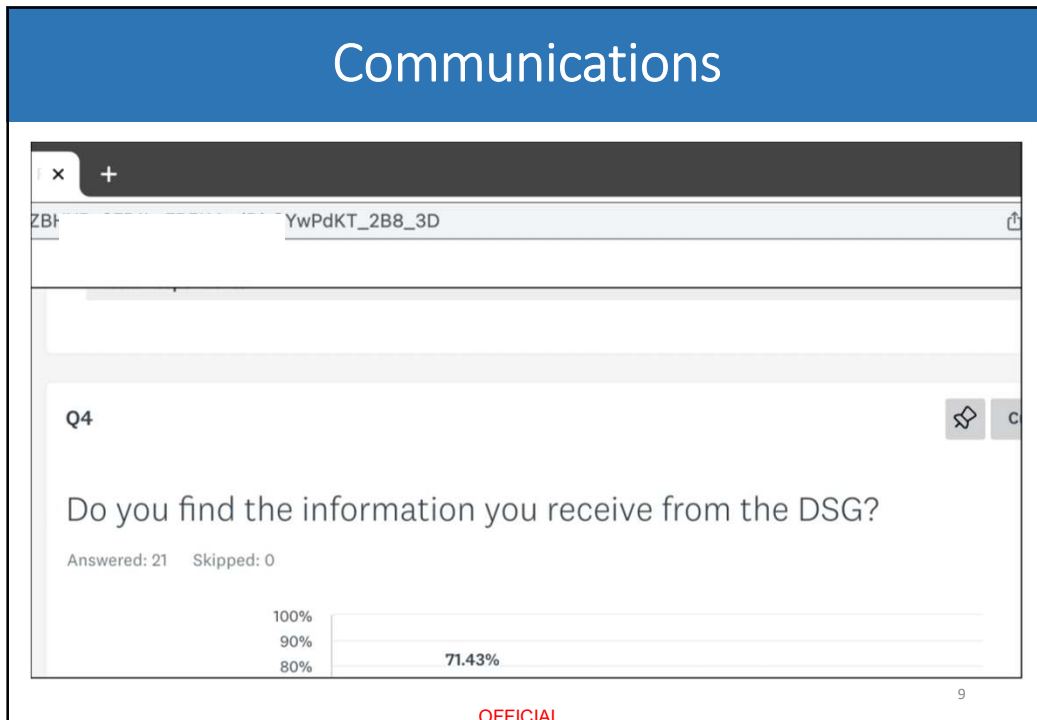 Communications
YwPdKT_2B8_3D
Q4
Do you find the information you receive from the DSG?
Answered: 21 Skipped: 0
100%
90%
71.43%
80%
9
OFFICIAL